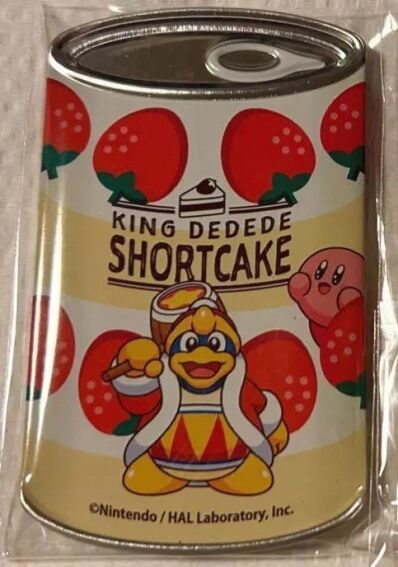 KING DEDEDE
SHORTCAKE
©Nintendo / HAL Laboratory, Inc.